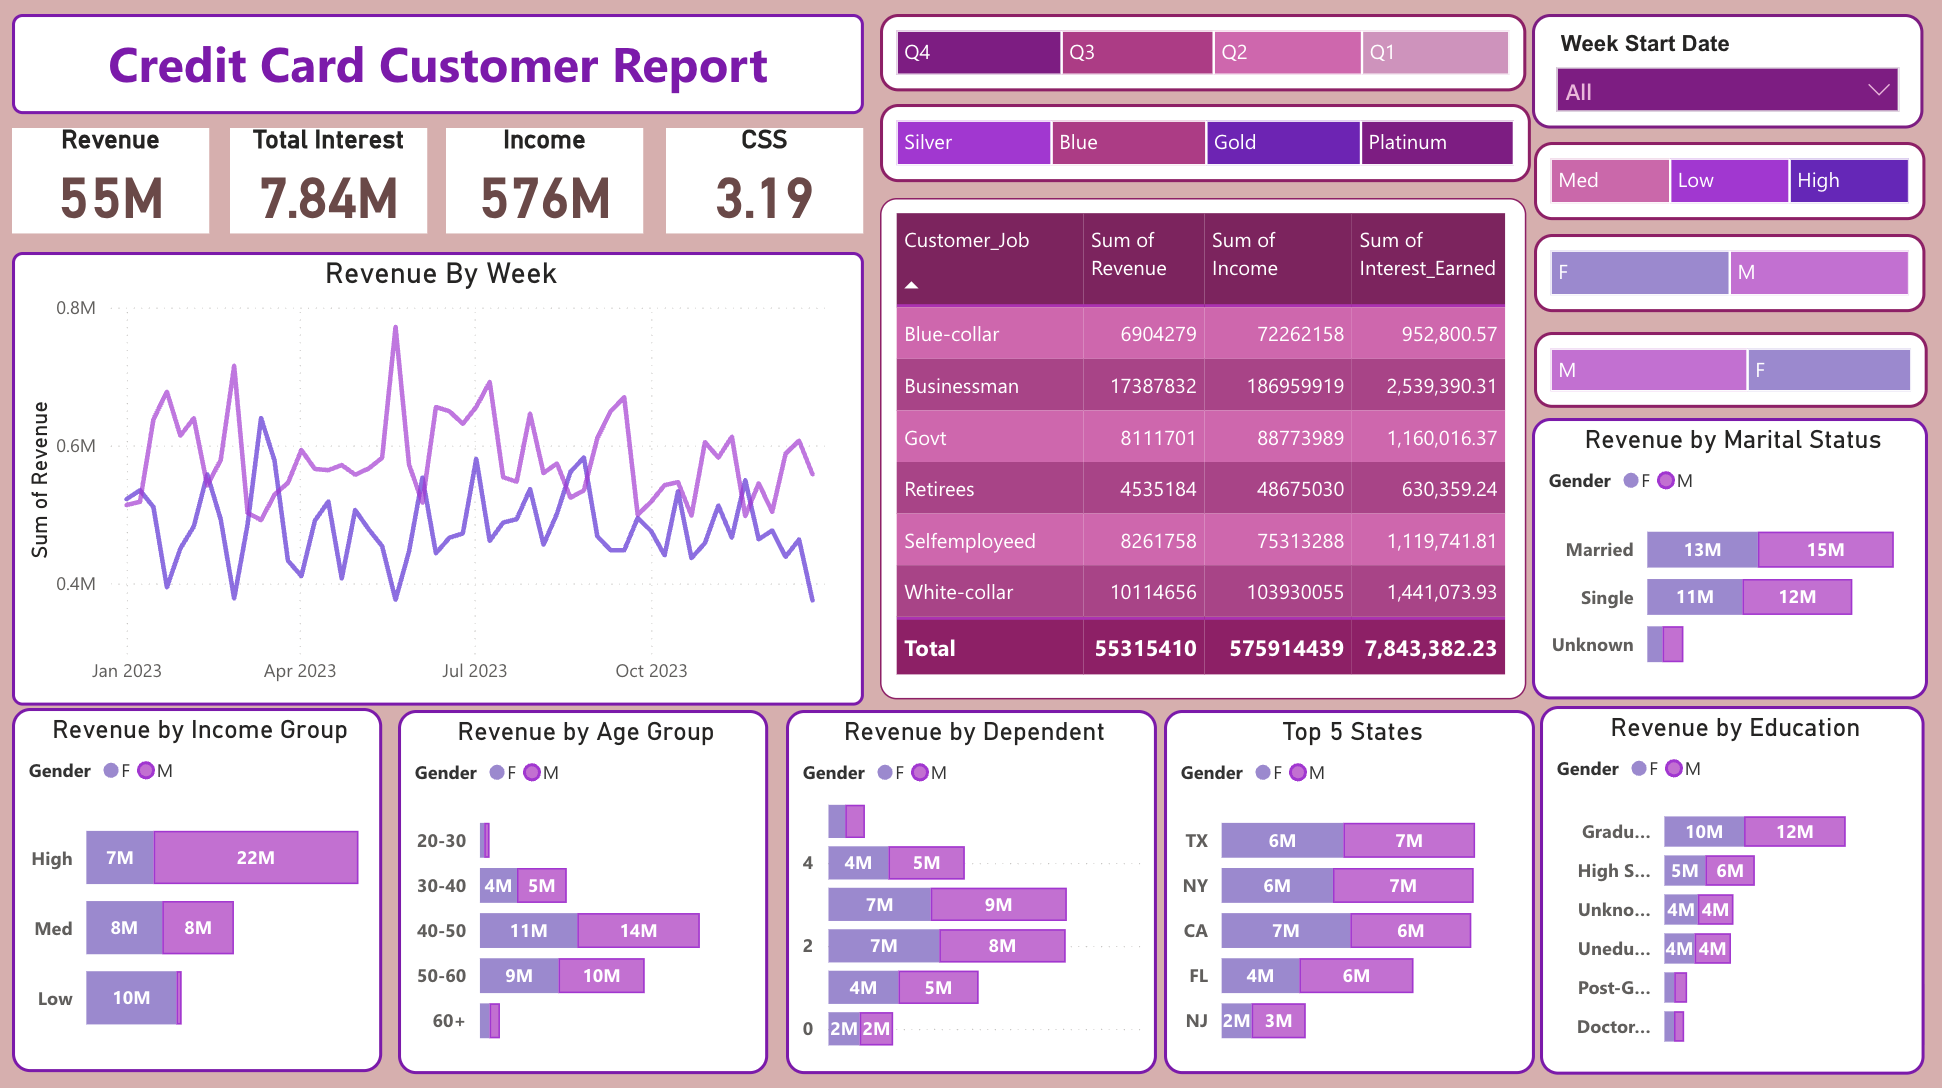 Credit Card Customer Report
Q4 Q3 Q2 Q1
Week Start Date
All
Revenue
55M
Total Interest
7.84M
Income
576M
CSS
3.19
Silver Blue Gold Platinum
Med Low High
F M
M F
Revenue By Week
Sum of Revenue
0.8M
0.6M
0.4M
Jan 2023 Apr 2023 Jul 2023 Oct 2023
Customer_Job Sum of Revenue Sum of Income Sum of Interest_Earned
Blue-collar 6904279 72262158 952,800.57
Businessman 17387832 186959919 2,539,390.31
Govt 8111701 88773989 1,160,016.37
Retirees 4535184 48675030 630,359.24
Selfemployeed 8261758 75313288 1,119,741.81
White-collar 10114656 103930055 1,441,073.93
Total 55315410 575914439 7,843,382.23
Revenue by Marital Status
Gender F M
Married 13M 15M
Single 11M 12M
Unknown
Revenue by Income Group
Gender F M
High 7M 22M
Med 8M 8M
Low 10M
Revenue by Age Group
Gender F M
20-30
30-40 4M 5M
40-50 11M 14M
50-60 9M 10M
60+
Revenue by Dependent
Gender F M
4 4M 5M
7M 9M
2 7M 8M
4M 5M
0 2M 2M
Top 5 States
Gender F M
TX 6M 7M
NY 6M 7M
CA 7M 6M
FL 4M 6M
NJ 2M 3M
Revenue by Education
Gender F M
Gradu... 10M 12M
High S... 5M 6M
Unkno... 4M 4M
Unedu... 4M 4M
Post-G...
Doctor...